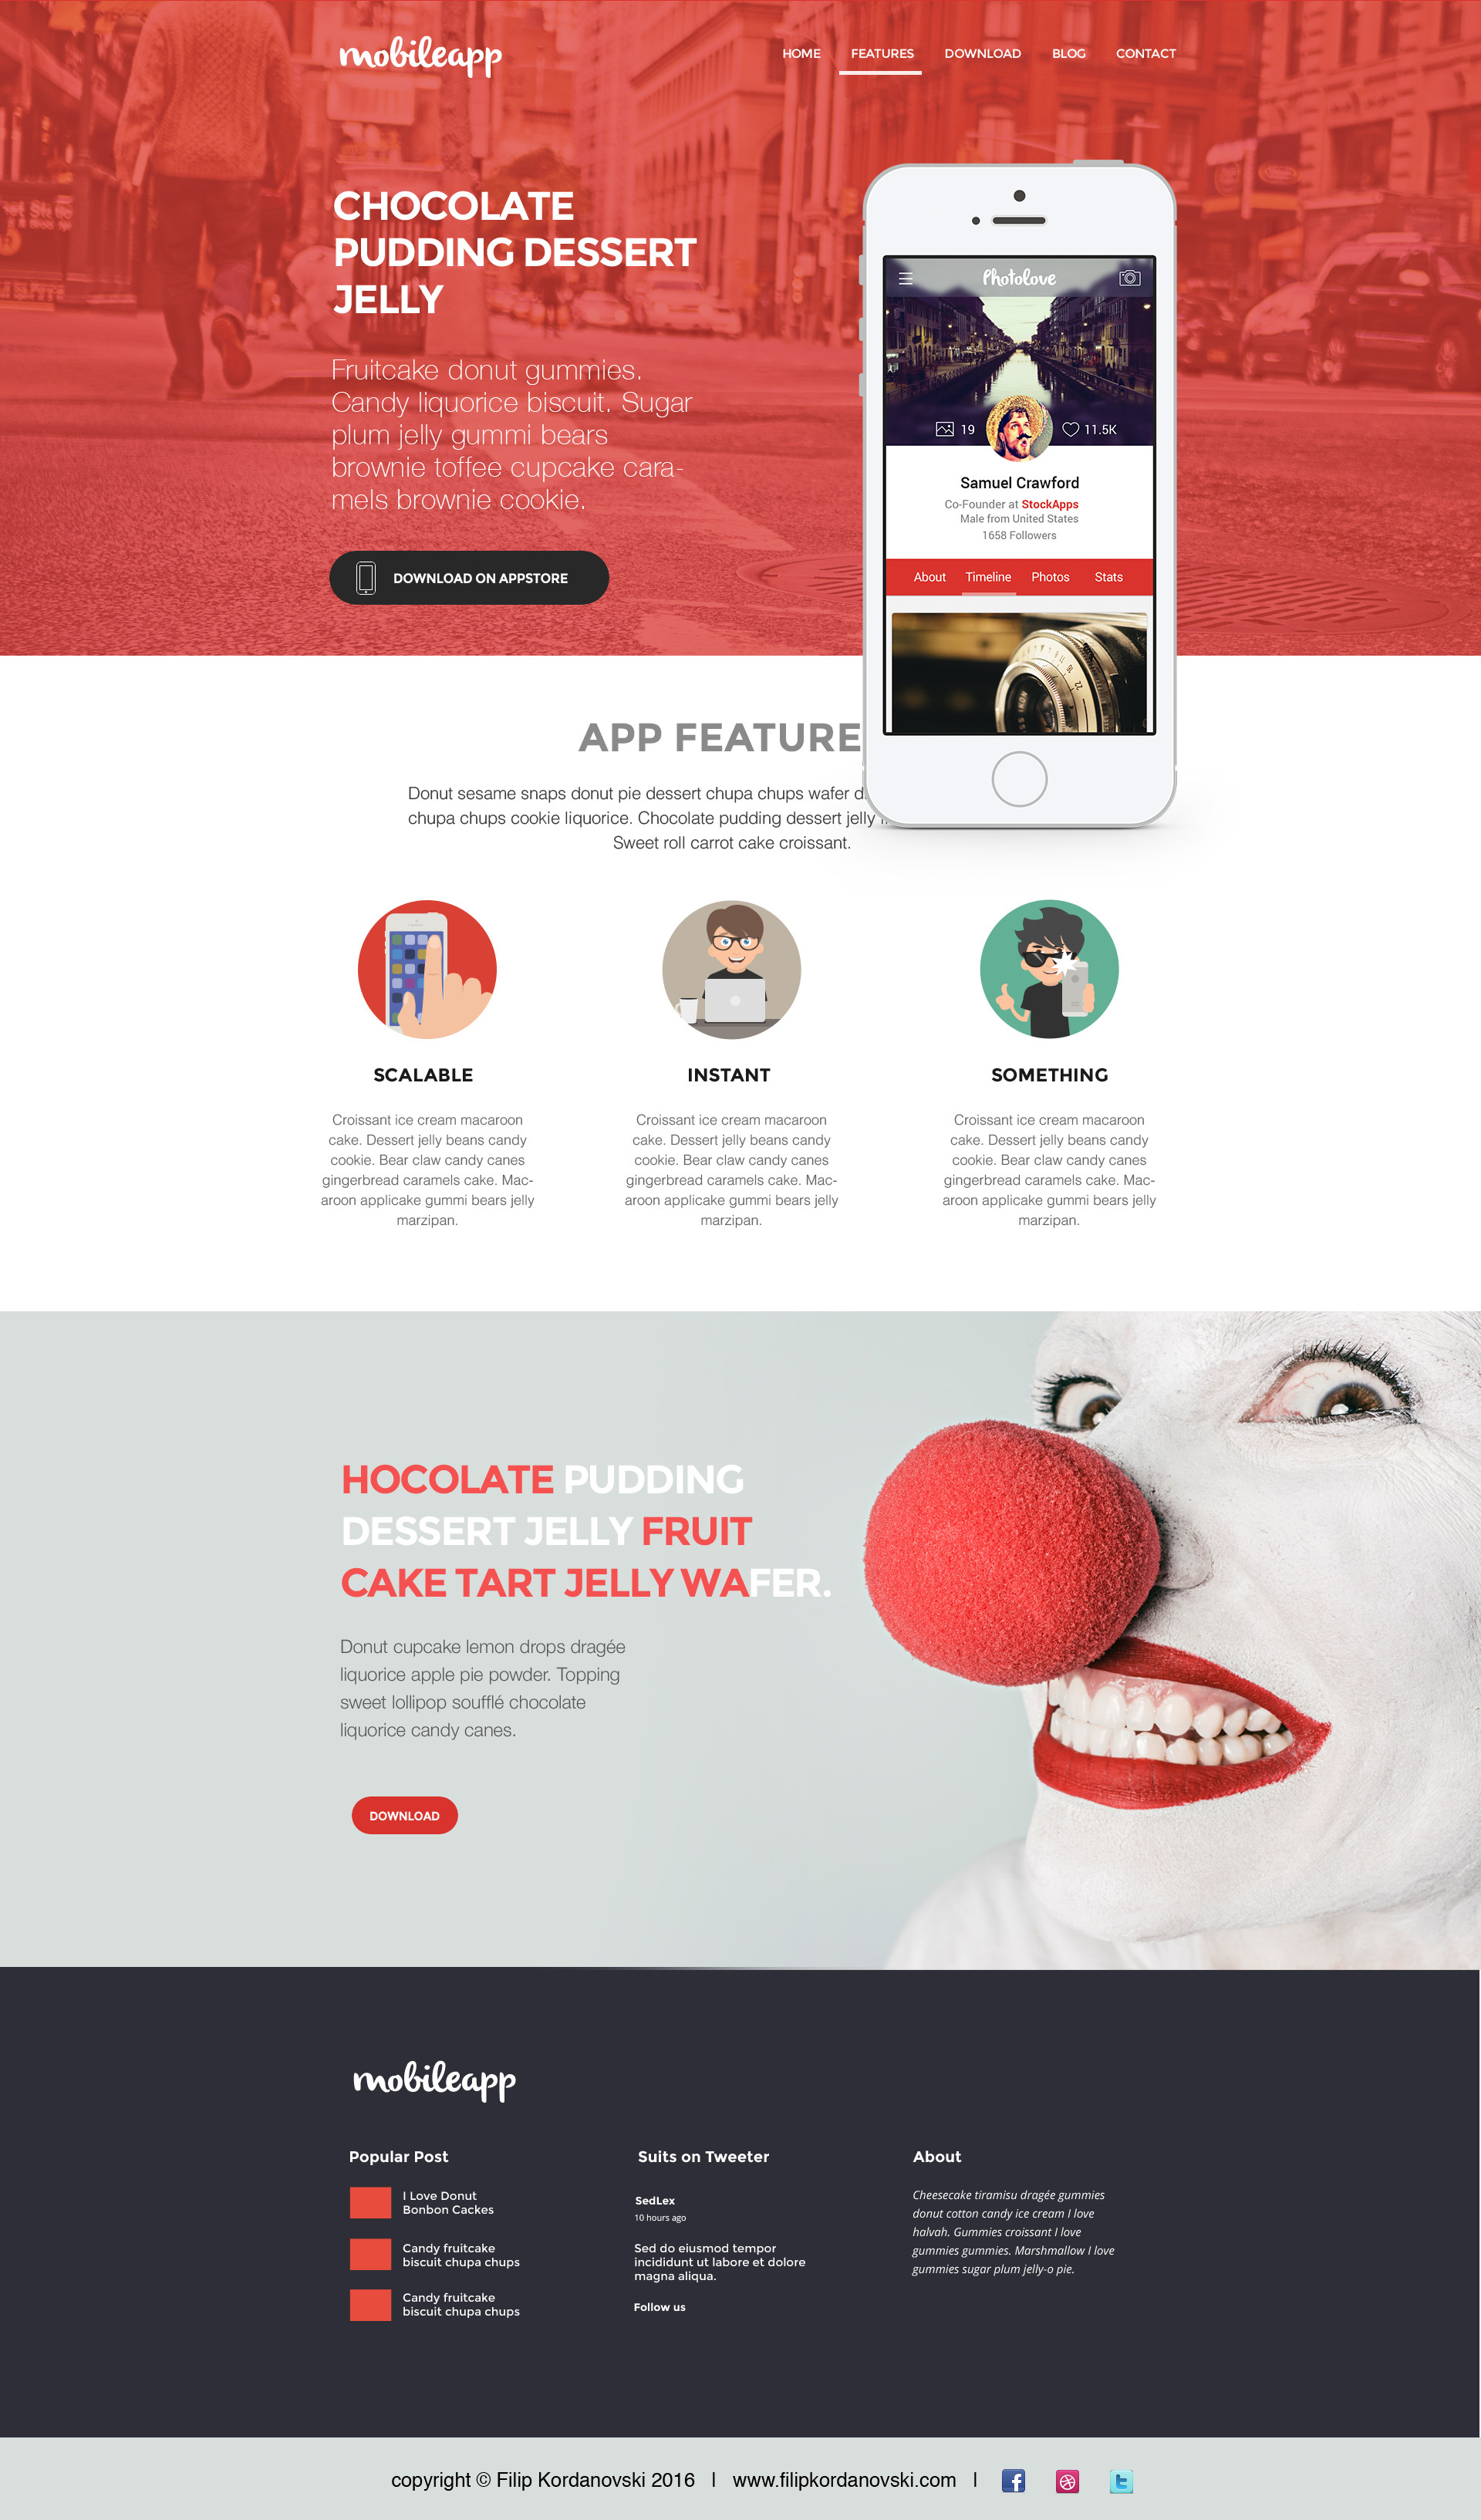 mobileapp
HOME FEATURES DOWNLOAD BLOG CONTACT
CHOCOLATE
PUDDING DESSERT
JELLY
Fruitcake donut gummies.
Candy liquorice biscuit. Sugar
plum jelly gummi bears
brownie toffee cupcake cara-
mels brownie cookie.
DOWNLOAD ON APPSTORE
Photolove
19
11.5K
Samuel Crawford
Co-Founder at StockApps
Male from United States
1658 Followers
About Timeline Photos Stats
APP FEATURE
Donut sesame snaps donut pie dessert chupa chups wafer d
chupa chups cookie liquorice. Chocolate pudding dessert jelly
Sweet roll carrot cake croissant.
SCALABLE
Croissant ice cream macaroon
cake. Dessert jelly beans candy
cookie. Bear claw candy canes
gingerbread caramels cake. Mac-
aroon applicake gummi bears jelly
marzipan.
INSTANT
Croissant ice cream macaroon
cake. Dessert jelly beans candy
cookie. Bear claw candy canes
gingerbread caramels cake. Mac-
aroon applicake gummi bears jelly
marzipan.
SOMETHING
Croissant ice cream macaroon
cake. Dessert jelly beans candy
cookie. Bear claw candy canes
gingerbread caramels cake. Mac-
aroon applicake gummi bears jelly
marzipan.
HOCOLATE PUDDING
DESSERT JELLY FRUIT
CAKE TART JELLY WAFER.
Donut cupcake lemon drops dragée
liquorice apple pie powder. Topping
sweet lollipop soufflé chocolate
liquorice candy canes.
DOWNLOAD
mobileapp
Popular Post
I Love Donut
Bonbon Cackes
Candy fruitcake
biscuit chupa chups
Candy fruitcake
biscuit chupa chups
Suits on Tweeter
SedLex
10 hours ago
Sed do eiusmod tempor
incididunt ut labore et dolore
magna aliqua.
Follow us
About
Cheesecake tiramisu dragée gummies
donut cotton candy ice cream I love
halvah. Gummies croissant I love
gummies gummies. Marshmallow I love
gummies sugar plum jelly-o pie.
copyright © Filip Kordanovski 2016 | www.filipkordanovski.com |